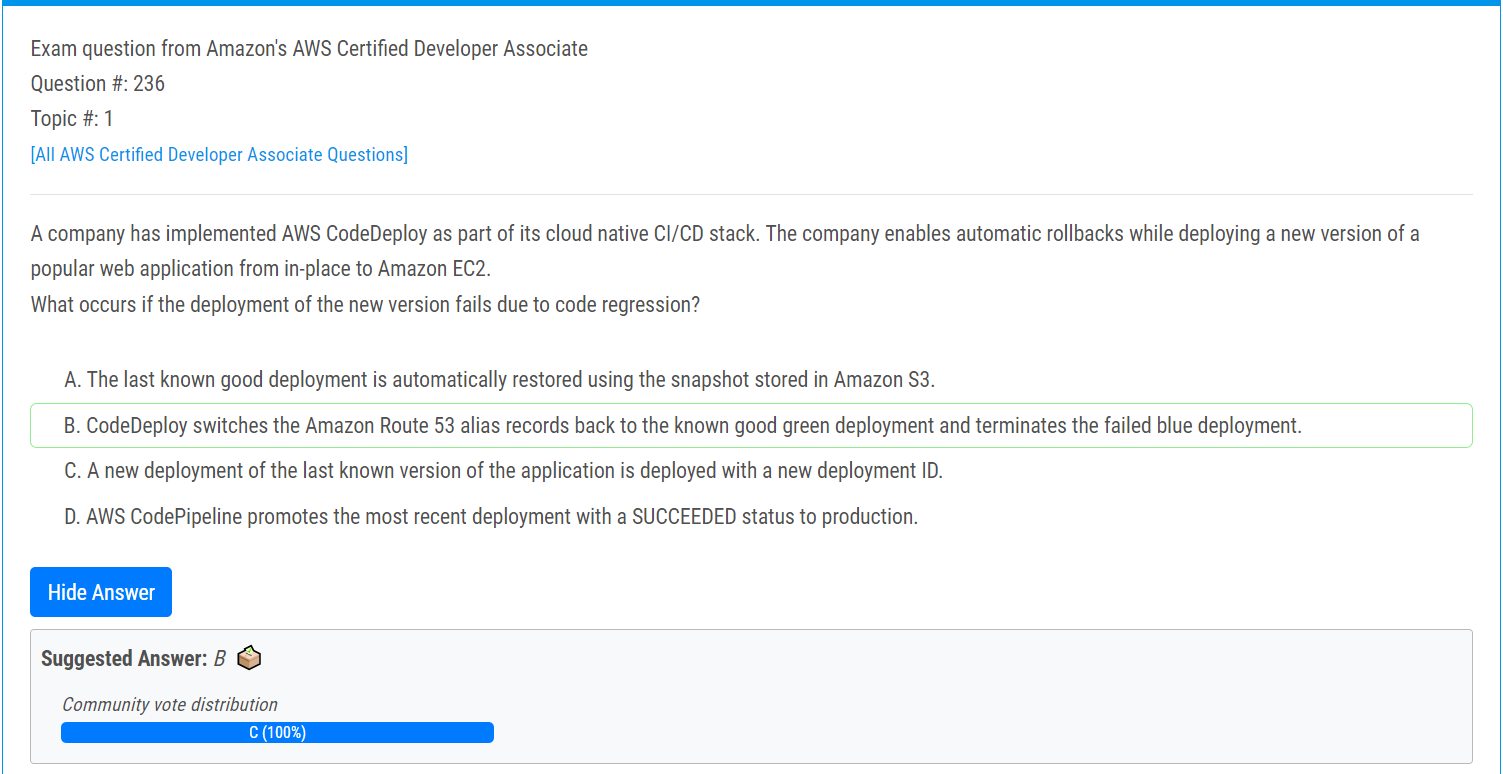 Exam question from Amazon's AWS Certified Developer Associate
Question #: 236
Topic #: 1
[All AWS Certified Developer Associate Questions]
A company has implemented AWS CodeDeploy as part of its cloud native CI/CD stack. The company enables automatic rollbacks while deploying a new version of a
popular web application from in-place to Amazon EC2.
What occurs if the deployment of the new version fails due to code regression?
A. The last known good deployment is automatically restored using the snapshot stored in Amazon S3.
B. CodeDeploy switches the Amazon Route 53 alias records back to the known good green deployment and terminates the failed blue deployment.
C. A new deployment of the last known version of the application is deployed with a new deployment ID.
D. AWS CodePipeline promotes the most recent deployment with a SUCCEEDED status to production.
Hide Answer
Suggested Answer: B
Community vote distribution
C (100%)